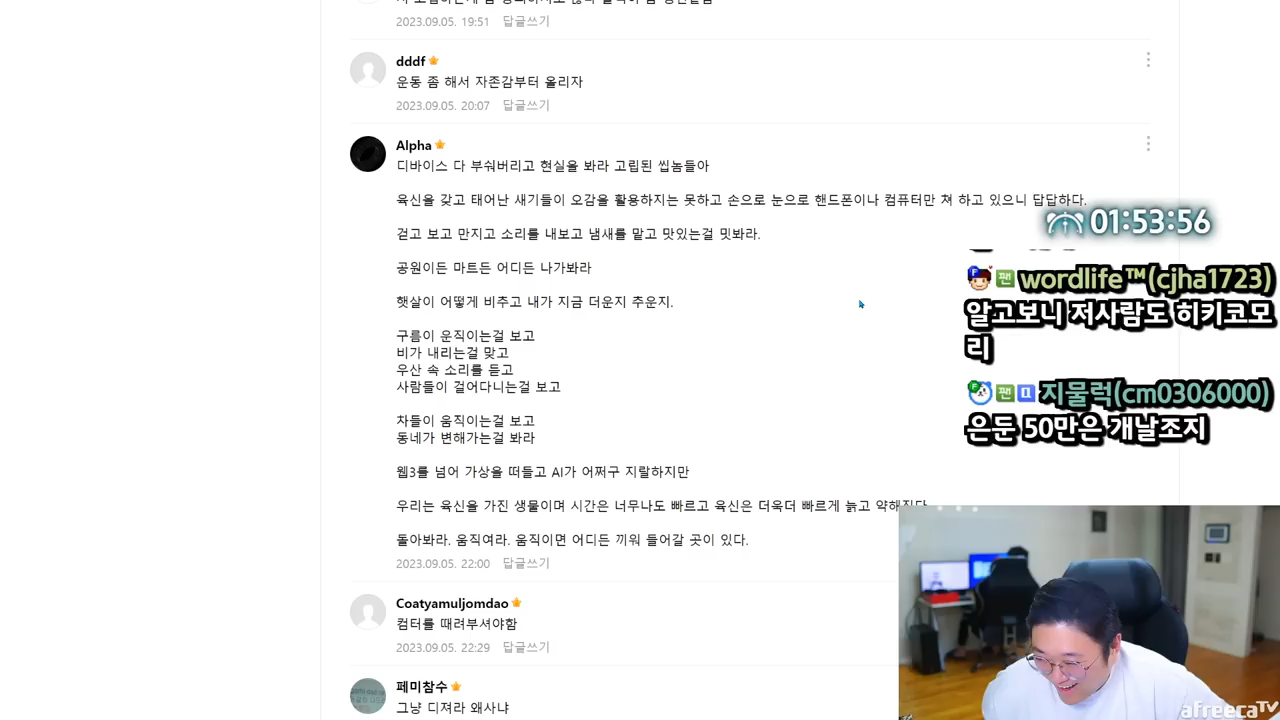 2023.09.05. 19:51 답글쓰기
dddf
운동 좀 해서 자존감부터 올리자
2023.09.05. 20:07 답글쓰기
Alpha
디바이스 다 부숴버리고 현실을 봐라 고립된 씹놈들아
육신을 갖고 태어난 새기들이 오감을 활용하지는 못하고 손으로 눈으로 핸드폰이나 컴퓨터만 쳐 하고 있으니 답답하다.
걷고 보고 만지고 소리를 내보고 냄새를 맡고 맛있는걸 밋봐라.
공원이든 마트든 어디든 나가봐라
햇살이 어떻게 비추고 내가 지금 더운지 추운지.
구름이 운직이는걸 보고
비가 내리는걸 맞고
우산 속 소리를 듣고
사람들이 걸어다니는걸 보고
차들이 움직이는걸 보고
동네가 변해가는걸 봐라
웹3를 넘어 가상을 떠들고 AI가 어쩌구 지랄하지만
우리는 육신을 가진 생물이며 시간은 너무나도 빠르고 육신은 더욱더 빠르게 늙고 약해진다
돌아봐라. 움직여라. 움직이면 어디든 끼워 들어갈 곳이 있다.
2023.09.05. 22:00 답글쓰기
Coatyamuljomdao
컴터를 때려부셔야함
2023.09.05. 22:29 답글쓰기
페미참수
그냥 디져라 왜사냐
01:53:56
F 팬 wordlife™(cjha1723)
알고보니 저사람도 히키코모
리
F 팬 Q 지물럭(cm0306000)
은둔 50만은 개날조지
afreecaTV